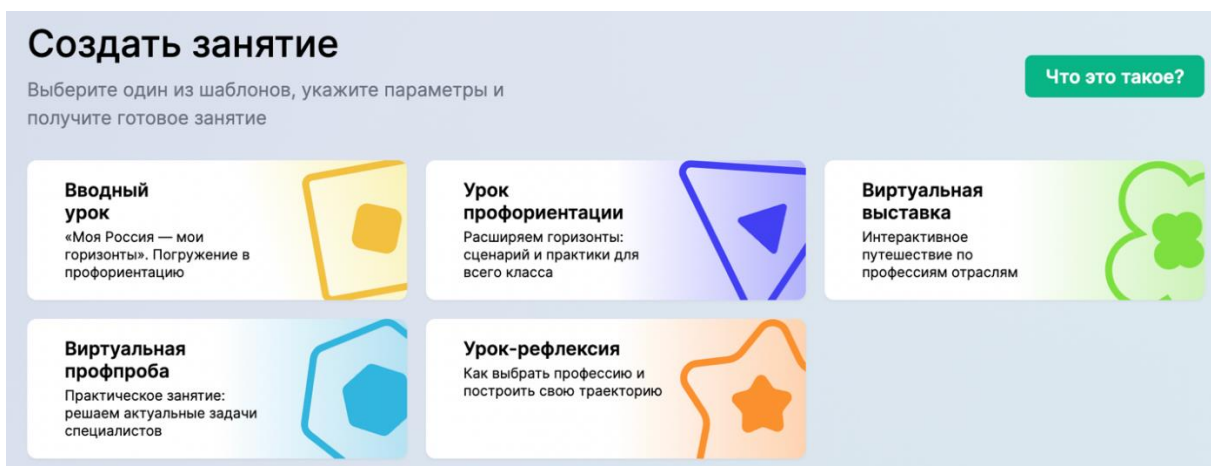 Создать занятие
Выберите один из шаблонов, укажите параметры и
получите готовое занятие
Что это такое?
Вводный
урок
«Моя Россия — мои
горизонты». Погружение в
профориентацию
Урок
профориентации
Расширяем горизонты:
сценарий и практики для
всего класса
Виртуальная
выставка
Интерактивное
путешествие по
профессиям отраслям
Виртуальная
профпроба
Практическое занятие:
решаем актуальные задачи
специалистов
Урок-рефлексия
Как выбрать профессию и
построить свою траекторию